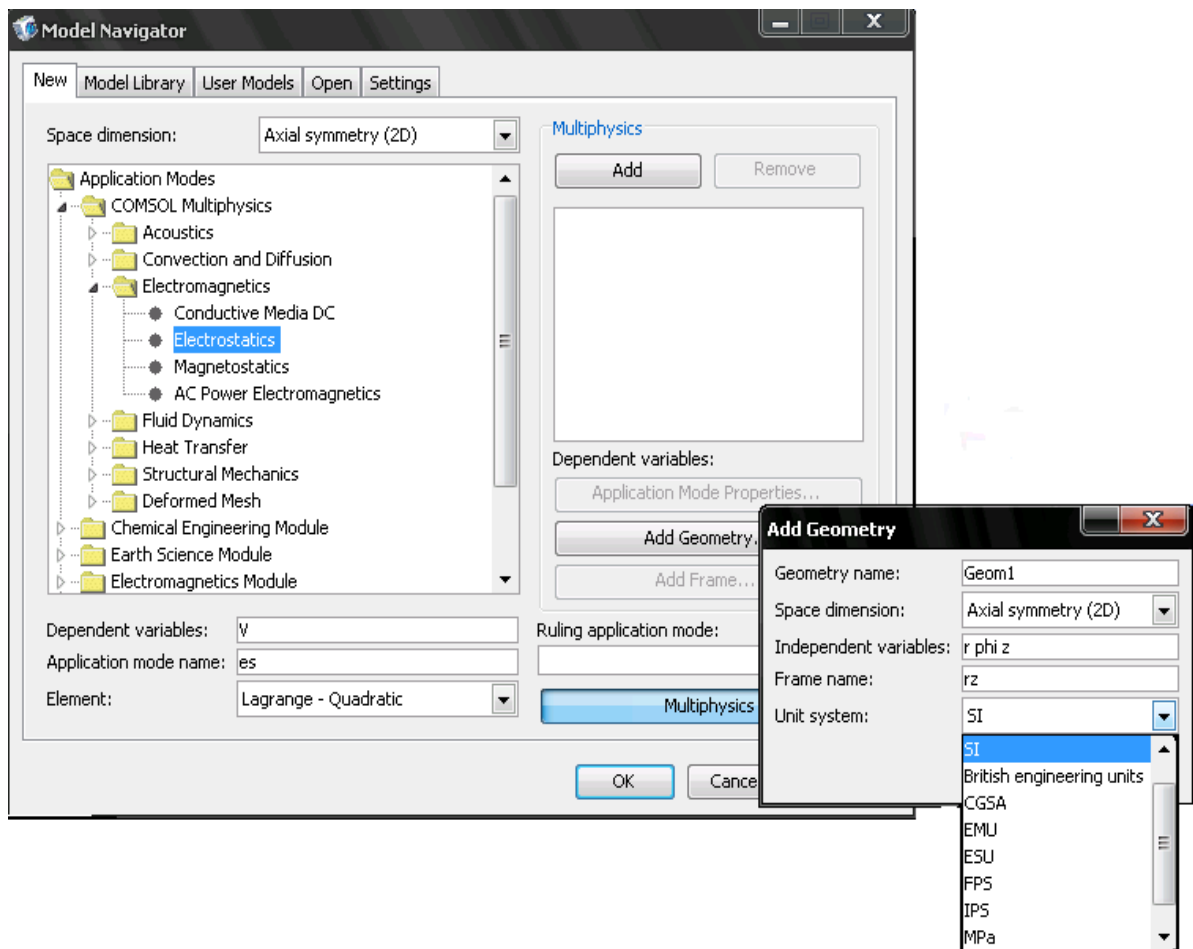 Model Navigator
New Model Library User Models Open Settings
Space dimension: Axial symmetry (2D)
Application Modes
COMSOL Multiphysics
Acoustics
Convection and Diffusion
Electromagnetics
Conductive Media DC
Electrostatics
Magnetostatics
AC Power Electromagnetics
Fluid Dynamics
Heat Transfer
Structural Mechanics
Deformed Mesh
Chemical Engineering Module
Earth Science Module
Electromagnetics Module
Dependent variables: V
Application mode name: es
Element: Lagrange - Quadratic
Multiphysics
Add Remove
Dependent variables:
Application Mode Properties...
Add Geometry.
Add Frame...
Ruling application mode:
Multiphysics
OK Cance
Add Geometry
Geometry name: Geom1
Space dimension: Axial symmetry (2D)
Independent variables: r phi z
Frame name: rz
Unit system: SI
SI
British engineering units
CGSA
EMU
ESU
FPS
IPS
MPa